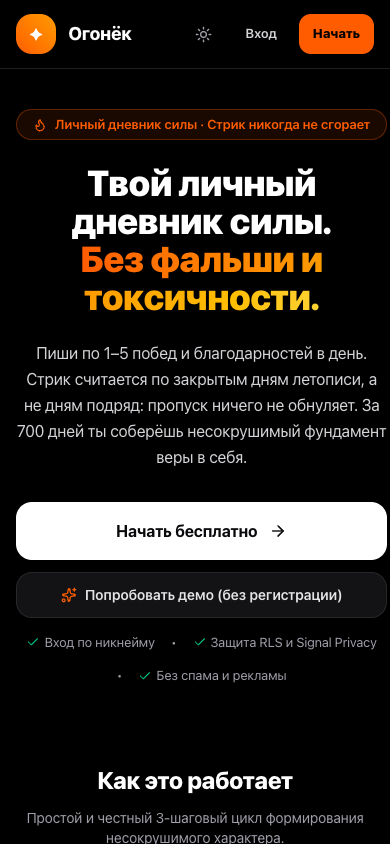 Огонёк
Вход
Начать
Личный дневник силы · Стрик никогда не сгорает
Твой личный
дневник силы.
Без фальши и
токсичности.
Пиши по 1–5 побед и благодарностей в день.
Стрик считается по закрытым дням летописи, а
не дням подряд: пропуск ничего не обнуляет. За
700 дней ты соберёшь несокрушимый фундамент
веры в себя.
Начать бесплатно →
Попробовать демо (без регистрации)
✓ Вход по никнейму • ✓ Защита RLS и Signal Privacy
• ✓ Без спама и рекламы
Как это работает
Простой и честный 3-шаговый цикл формирования
несокрушимого характера.